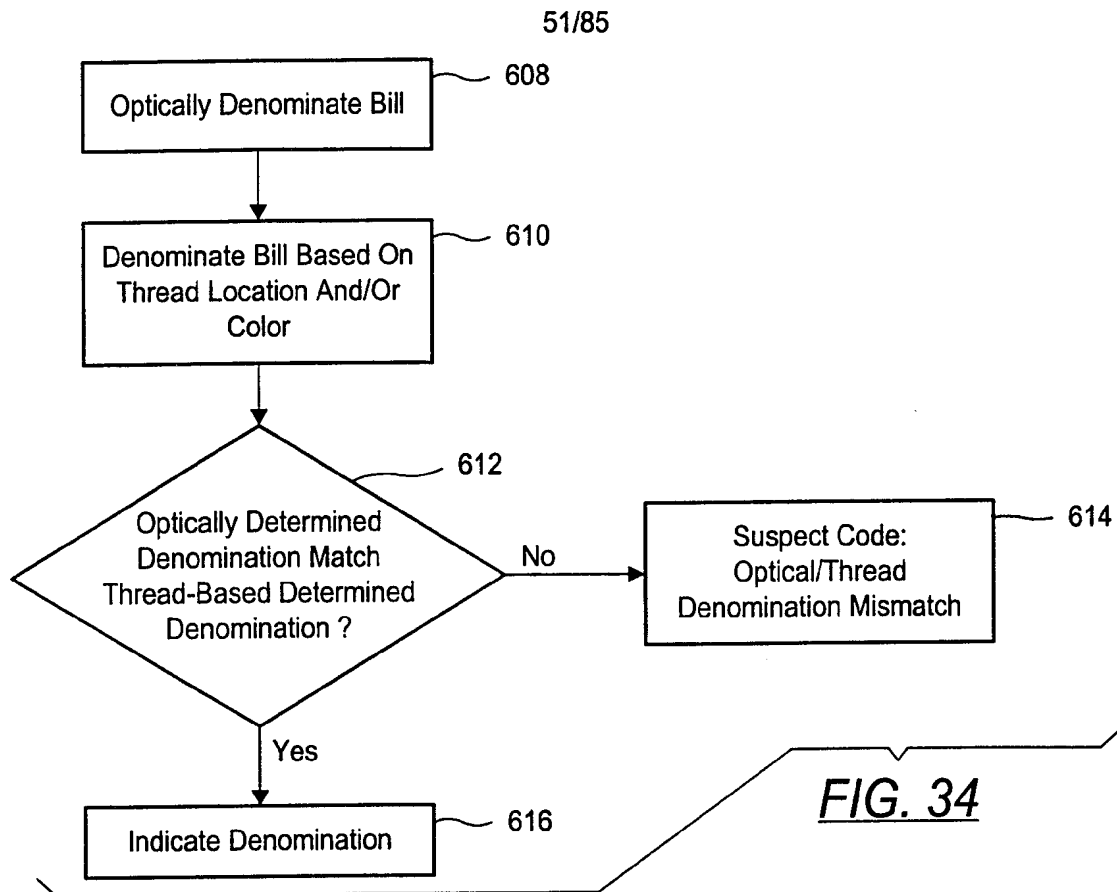 51/85
608
Optically Denominate Bill
610
Denominate Bill Based On
Thread Location And/Or
Color
612
Optically Determined
Denomination Match
Thread-Based Determined
Denomination ?
No
614
Suspect Code:
Optical/Thread
Denomination Mismatch
Yes
616
Indicate Denomination
FIG. 34